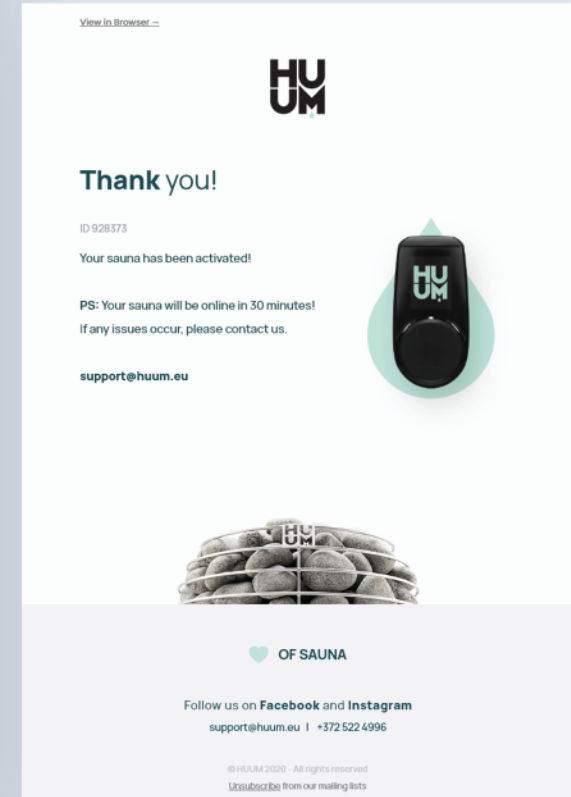 View in Browser →
HU
UM
Thank you!
ID 928373
Your sauna has been activated!
HU
UM
PS: Your sauna will be online in 30 minutes!
If any issues occur, please contact us.
support@huum.eu
HU
UM
OF SAUNA
Follow us on Facebook and Instagram
support@huum.eu | +372 522 4996
© HUUM 2020 - All rights reserved
Unsubscribe from our mailing lists